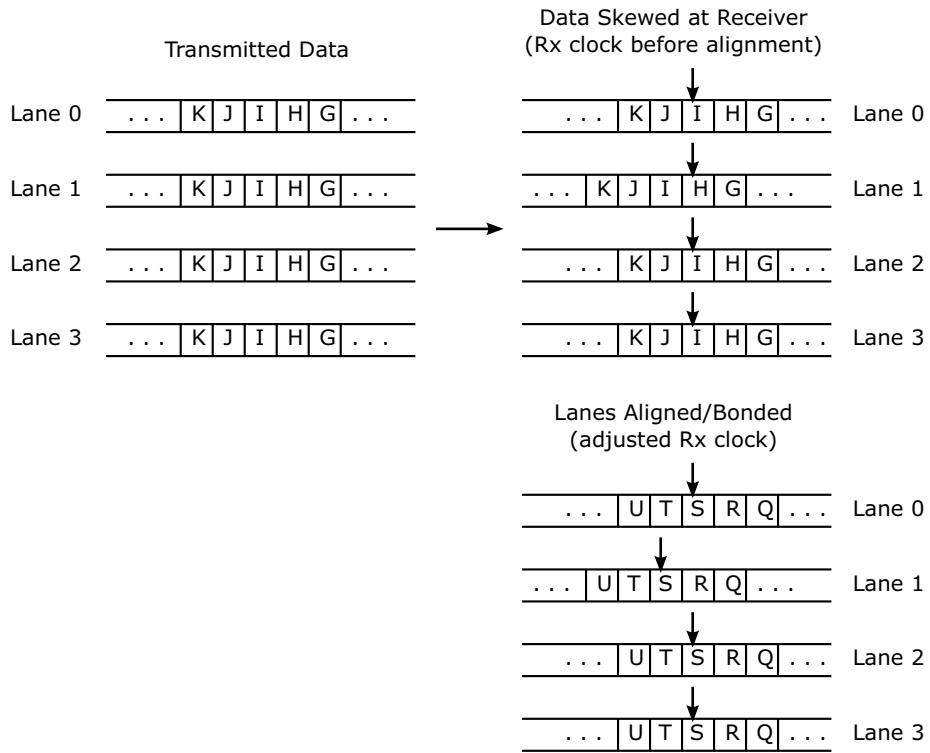 Transmitted Data
Lane 0 ... K J I H G ...
Lane 1 ... K J I H G ...
Lane 2 ... K J I H G ...
Lane 3 ... K J I H G ...
Data Skewed at Receiver
(Rx clock before alignment)
... K J I H G ... Lane 0
... K J I H G ... Lane 1
... K J I H G ... Lane 2
... K J I H G ... Lane 3
Lanes Aligned/Bonded
(adjusted Rx clock)
... U T S R Q ... Lane 0
... U T S R Q ... Lane 1
... U T S R Q ... Lane 2
... U T S R Q ... Lane 3